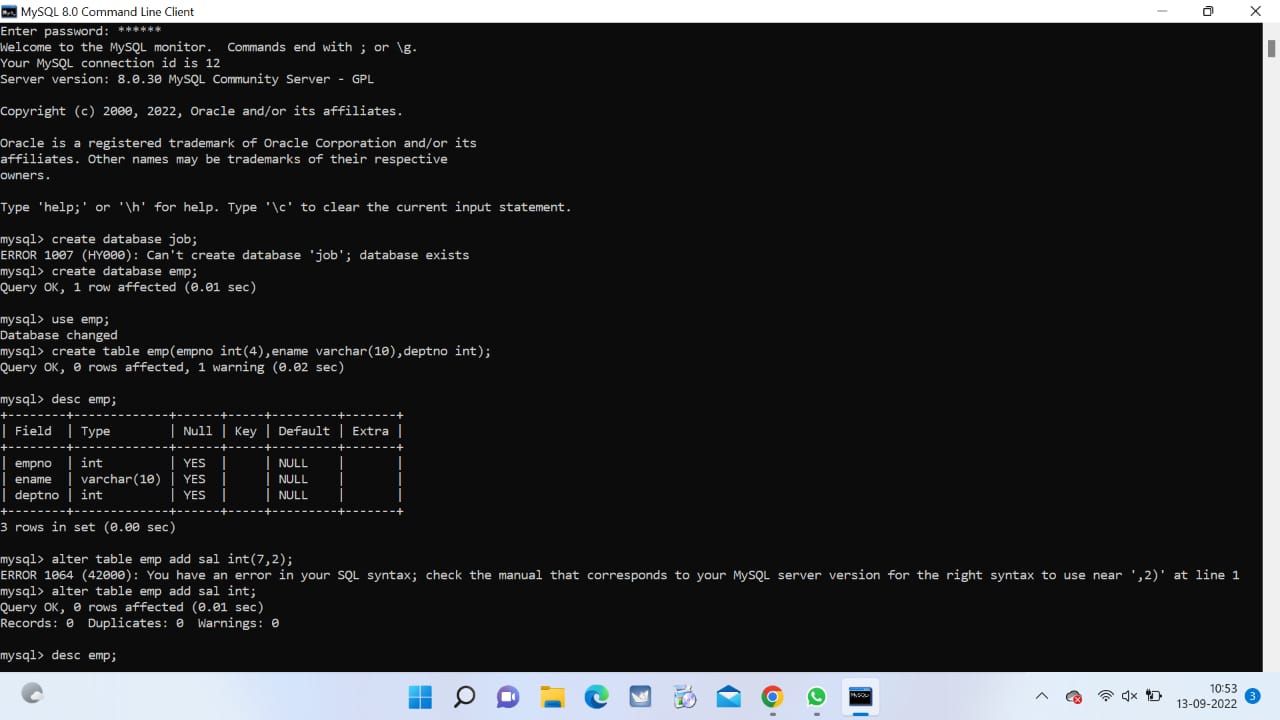 MySQL 8.0 Command Line Client
Enter password: ******
Welcome to the MySQL monitor.  Commands end with ; or \g.
Your MySQL connection id is 12
Server version: 8.0.30 MySQL Community Server - GPL
Copyright (c) 2000, 2022, Oracle and/or its affiliates.
Oracle is a registered trademark of Oracle Corporation and/or its
affiliates. Other names may be trademarks of their respective
owners.
Type 'help;' or '\h' for help. Type '\c' to clear the current input statement.
mysql> create database job;
ERROR 1007 (HY000): Can't create database 'job'; database exists
mysql> create database emp;
Query OK, 1 row affected (0.01 sec)
mysql> use emp;
Database changed
mysql> create table emp(empno int(4),ename varchar(10),deptno int);
Query OK, 0 rows affected, 1 warning (0.02 sec)
mysql> desc emp;
+--------+-------------+------+-----+---------+-------+
| Field  | Type        | Null | Key | Default | Extra |
+--------+-------------+------+-----+---------+-------+
| empno  | int         | YES  |     | NULL    |       |
| ename  | varchar(10) | YES  |     | NULL    |       |
| deptno | int         | YES  |     | NULL    |       |
+--------+-------------+------+-----+---------+-------+
3 rows in set (0.00 sec)
mysql> alter table emp add sal int(7,2);
ERROR 1064 (42000): You have an error in your SQL syntax; check the manual that corresponds to your MySQL server version for the right syntax to use near ',2)' at line 1
mysql> alter table emp add sal int;
Query OK, 0 rows affected (0.01 sec)
Records: 0  Duplicates: 0  Warnings: 0
mysql> desc emp;
10:53
13-09-2022
3